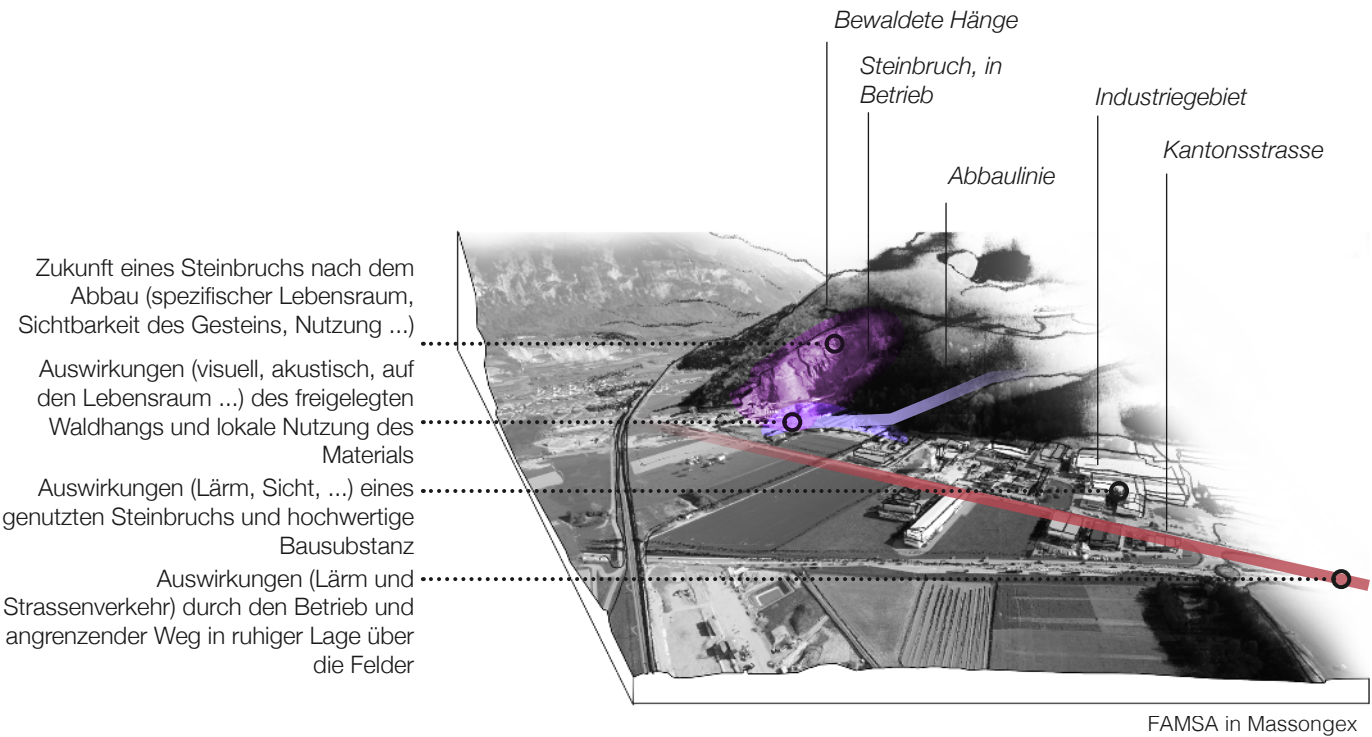 Bewaldete Hänge
Steinbruch, in
Betrieb
Industriegebiet
Kantonsstrasse
Abbaulinie
Zukunft eines Steinbruchs nach dem
Abbau (spezifischer Lebensraum,
Sichtbarkeit des Gesteins, Nutzung ...)
Auswirkungen (visuell, akustisch, auf
den Lebensraum ...) des freigelegten
Waldhangs und lokale Nutzung des
Materials
Auswirkungen (Lärm, Sicht, ...) eines
genutzten Steinbruchs und hochwertige
Bausubstanz
Auswirkungen (Lärm und
Strassenverkehr) durch den Betrieb und
angrenzender Weg in ruhiger Lage über
die Felder
FAMSA in Massongex